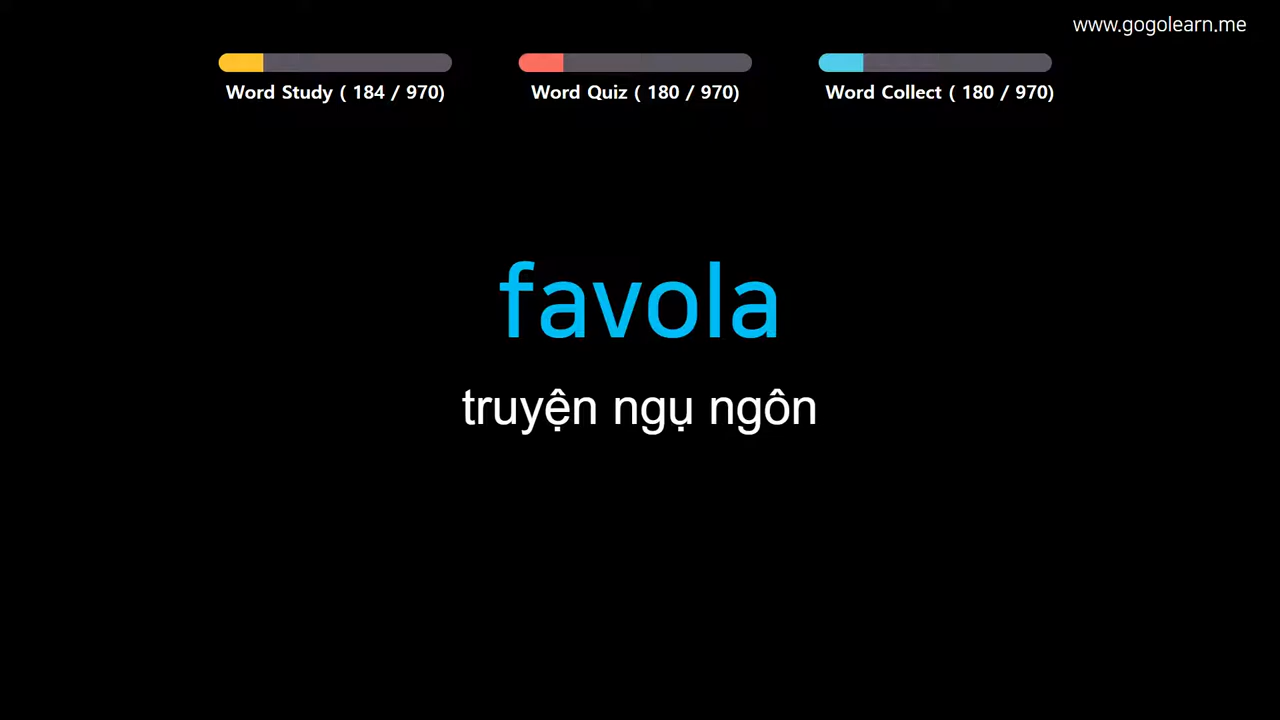 www.gogolearn.me
Word Study ( 184 / 970)
Word Quiz ( 180 / 970)
Word Collect ( 180 / 970)
favola
truyện ngụ ngôn